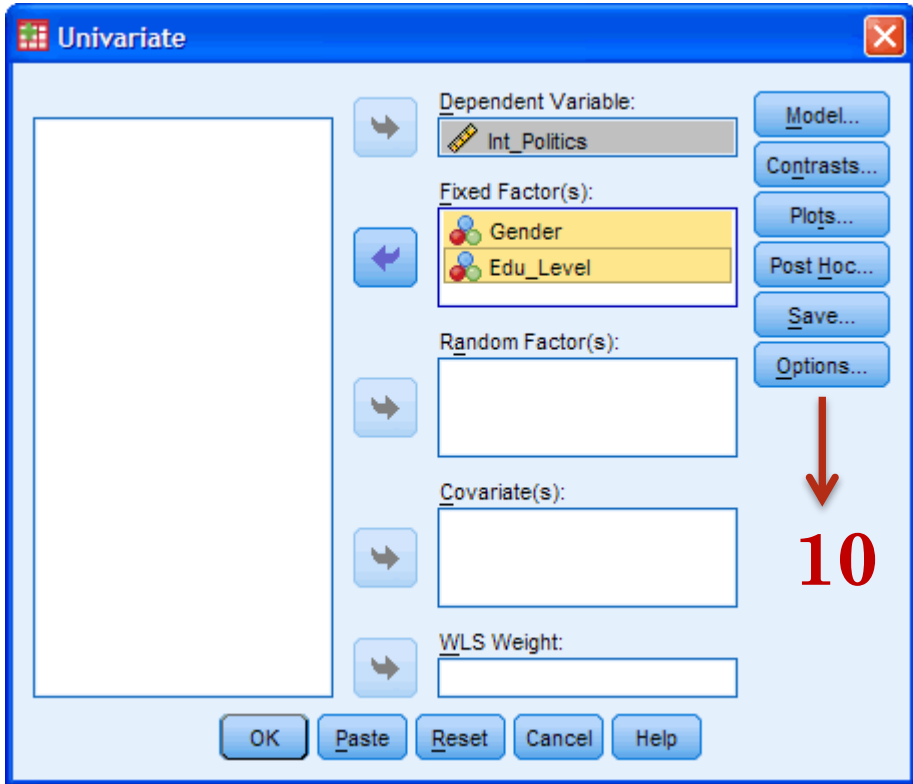 Univariate
Dependent Variable:
Int_Politics
Fixed Factor(s):
Gender
Edu_Level
Random Factor(s):
Covariate(s):
WLS Weight:
Model...
Contrasts...
Plots...
Post Hoc...
Save...
Options...
10
OK Paste Reset Cancel Help